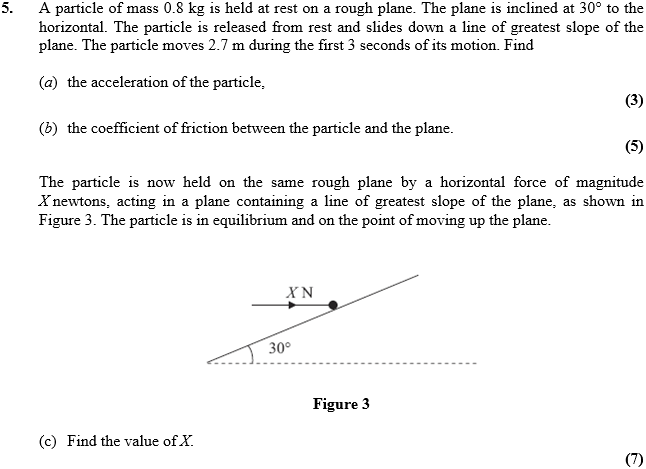 5. A particle of mass 0.8 kg is held at rest on a rough plane. The plane is inclined at 30° to the
horizontal. The particle is released from rest and slides down a line of greatest slope of the
plane. The particle moves 2.7 m during the first 3 seconds of its motion. Find
(a) the acceleration of the particle,
(3)
(b) the coefficient of friction between the particle and the plane.
(5)
The particle is now held on the same rough plane by a horizontal force of magnitude
X newtons, acting in a plane containing a line of greatest slope of the plane, as shown in
Figure 3. The particle is in equilibrium and on the point of moving up the plane.
X N
30°
Figure 3
(c) Find the value of X.
(7)